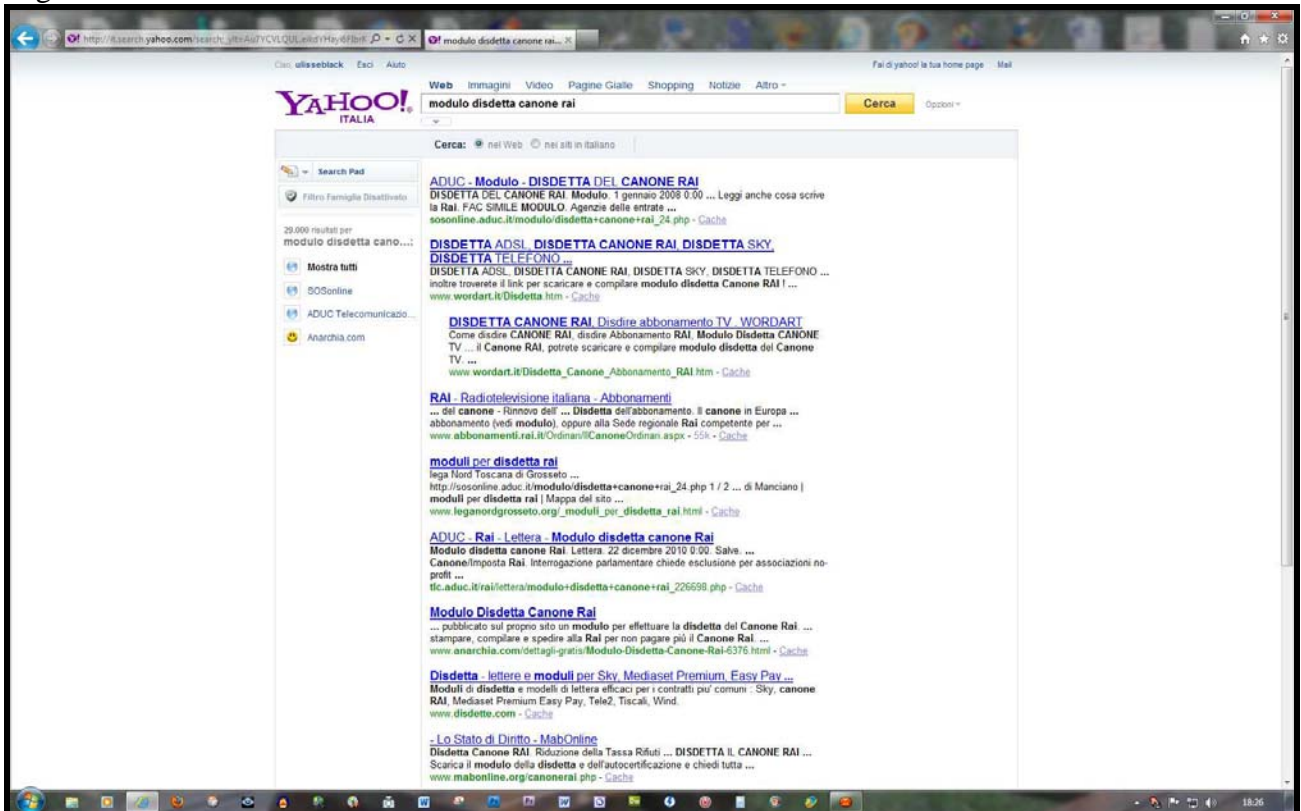 http://it.search.yahoo.com/search;
modulo disdetta canone rai...
Ciao, ulisseblack Esci Aiuto
Fai di yahoo! la tua home page Mail
YAHOO!
ITALIA
Web Immagini Video Pagine Gialle Shopping Notizie Altro
modulo disdetta canone rai
Cerca
Opzioni
Cerca: nel Web nei siti in italiano
Search Pad
Filtro Famiglia Disattivato
29.000 risultati per
modulo disdetta cano...:
Mostra tutti
SOSonline
ADUC Telecomunicazio...
Anarchia.com
ADUC - Modulo - DISDETTA DEL CANONE RAI
DISDETTA DEL CANONE RAI. Modulo. 1 gennaio 2008 0:00 ... Leggi anche cosa scrive
la Rai. FAC SIMILE MODULO. Agenzie delle entrate ...
sosonline.aduc.it/modulo/disdetta+canone+rai_24.php - Cache
DISDETTA ADSL, DISDETTA CANONE RAI, DISDETTA SKY,
DISDETTA TELEFONO ...
DISDETTA ADSL, DISDETTA CANONE RAI, DISDETTA SKY, DISDETTA TELEFONO ...
inoltre troverete il link per scaricare e compilare modulo disdetta Canone RAI ! ...
www.wordart.it/Disdetta.htm - Cache
DISDETTA CANONE RAI, Disdire abbonamento TV . WORDART
Come disdire CANONE RAI, disdire Abbonamento RAI, Modulo Disdetta CANONE
TV ... il Canone RAI, potrete scaricare e compilare modulo disdetta del Canone
TV. ...
www.wordart.it/Disdetta_Canone_Abbonamento_RAI.htm - Cache
RAI - Radiotelevisione italiana - Abbonamenti
... del canone - Rinnovo dell' ... Disdetta dell'abbonamento. Il canone in Europa ...
abbonamento (vedi modulo), oppure alla Sede regionale Rai competente per ...
www.abbonamenti.rai.it/Ordinari/IlCanoneOrdinari.aspx - 55k - Cache
moduli per disdetta rai
lega Nord Toscana di Grosseto ...
http://sosonline.aduc.it/modulo/disdetta+canone+rai_24.php 1 / 2 ... di Manciano |
moduli per disdetta rai | Mappa del sito ...
www.leganordgrosseto.org/_moduli_per_disdetta_rai.html - Cache
ADUC - Rai - Lettera - Modulo disdetta canone Rai
Modulo disdetta canone Rai. Lettera. 22 dicembre 2010 0:00. Salve. ...
Canone/Imposta Rai. Interrogazione parlamentare chiede esclusione per associazioni no-
profit ...
tlc.aduc.it/rai/lettera/modulo+disdetta+canone+rai_226698.php - Cache
Modulo Disdetta Canone Rai
... pubblicato sul proprio sito un modulo per effettuare la disdetta del Canone Rai. ...
stampare, compilare e spedire alla Rai per non pagare più il Canone Rai. ...
www.anarchia.com/dettagli-gratis/Modulo-Disdetta-Canone-Rai-6376.html - Cache
Disdetta - lettere e moduli per Sky, Mediaset Premium, Easy Pay ...
Moduli di disdetta e modelli di lettera efficaci per i contratti piu' comuni : Sky, canone
RAI, Mediaset Premium Easy Pay, Tele2, Tiscali, Wind.
www.disdette.com - Cache
- Lo Stato di Diritto - MabOnline
Disdetta Canone RAI. Riduzione della Tassa Rifiuti ... DISDETTA IL CANONE RAI ...
Scarica il modulo della disdetta e dell'autocertificazione e chiedi tutta ...
www.mabonline.org/canonerai.php - Cache
18:26